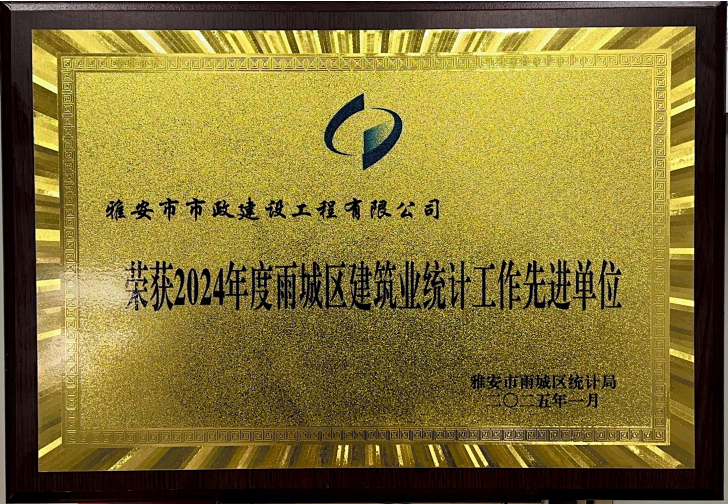 雅安市市政建设工程有限公司
荣获2024年度雨城区建筑业统计工作先进单位
雅安市雨城区统计局
二〇二五年一月